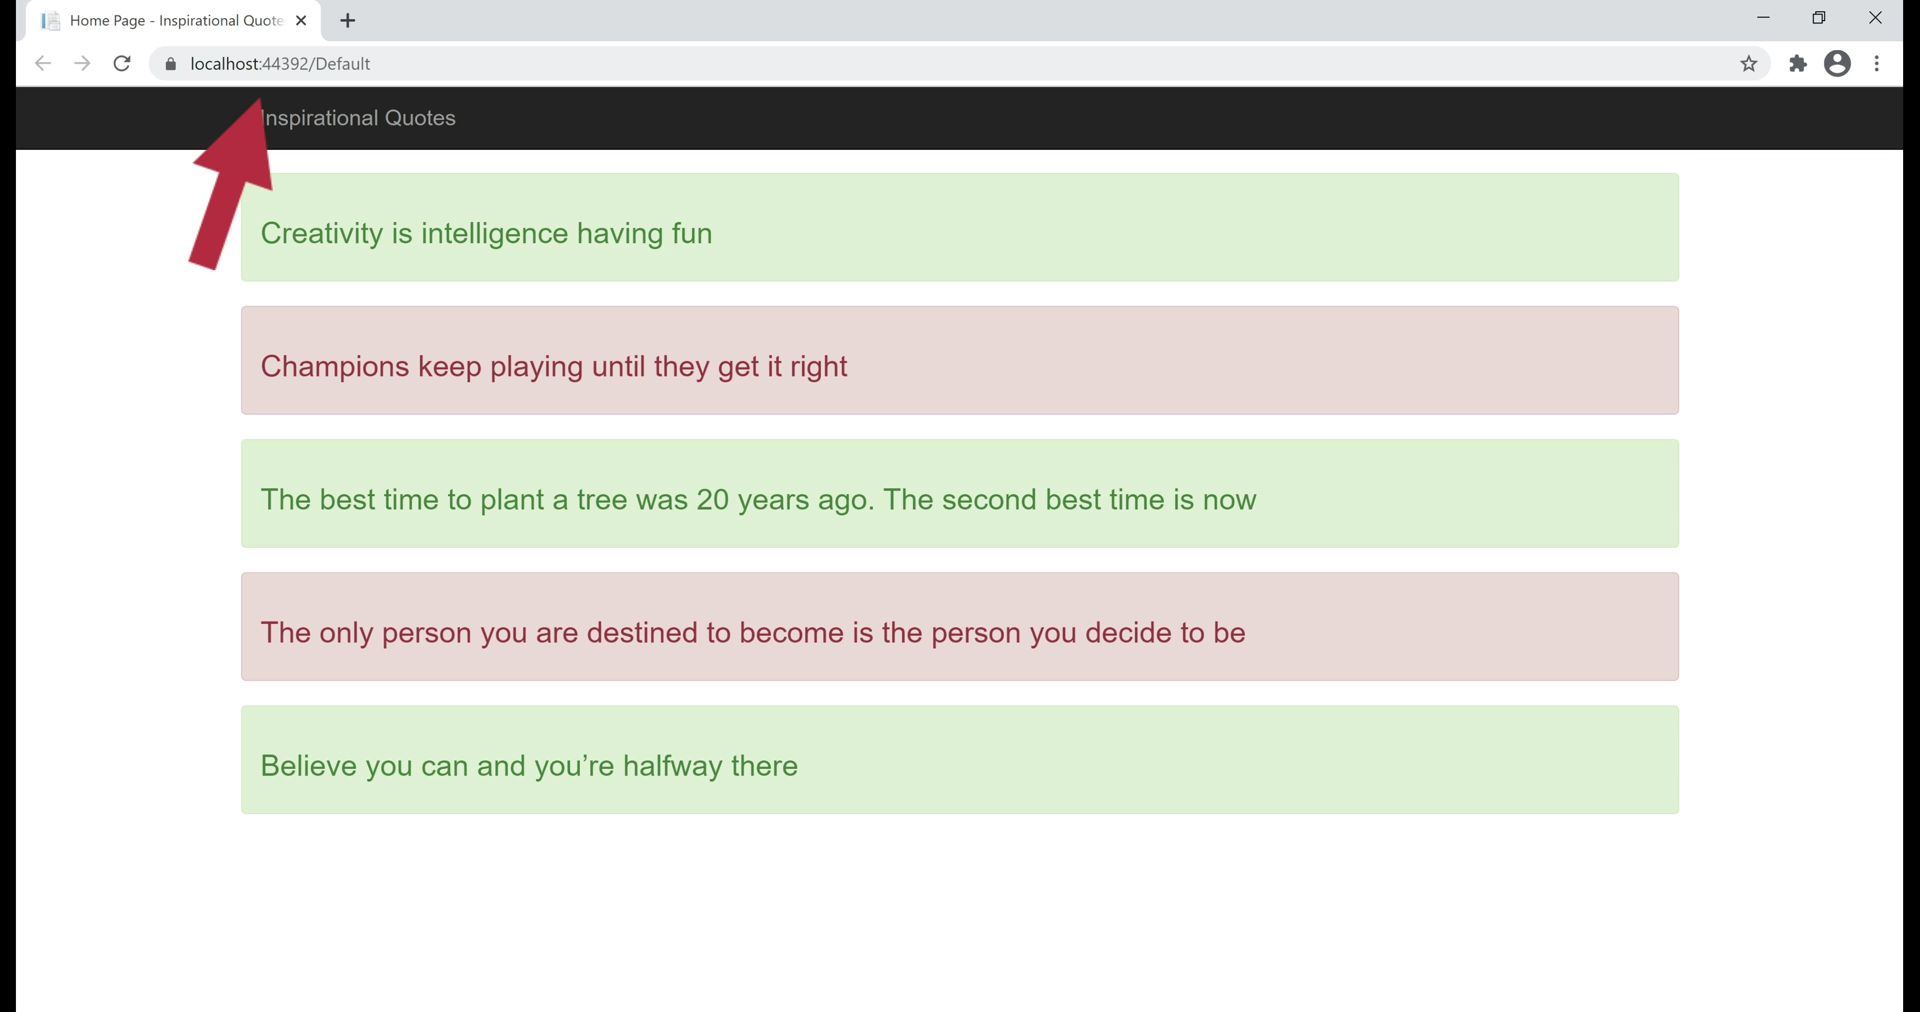 Home Page - Inspirational Quote
localhost:44392/Default
Inspirational Quotes
Creativity is intelligence having fun
Champions keep playing until they get it right
The best time to plant a tree was 20 years ago. The second best time is now
The only person you are destined to become is the person you decide to be
Believe you can and you’re halfway there